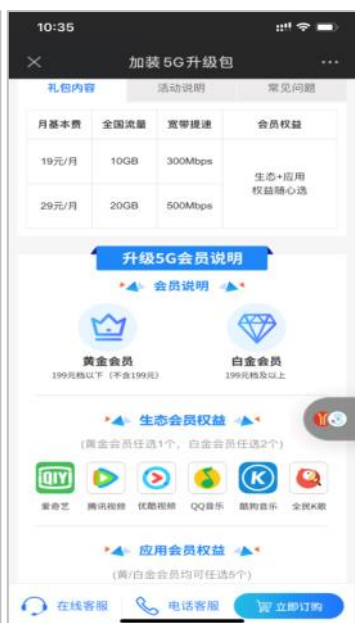 10:35
加装5G升级包
礼包内容 活动说明 常见问题
月基本费 全国流量 宽带提速 会员权益
19元/月 10GB 300Mbps
生态+应用
权益随心选
29元/月 20GB 500Mbps
升级5G会员说明
会员说明
黄金会员 白金会员
199元档以下（不含199元） 199元档及以上
生态会员权益
(黄金会员任选1个，白金会员任选2个)
iQIYI
爱奇艺 腾讯视频 优酷视频 QQ音乐 酷狗音乐 全民K歌
应用会员权益
(黄/白金会员均可任选5个)
在线客服 电话客服 立即订购